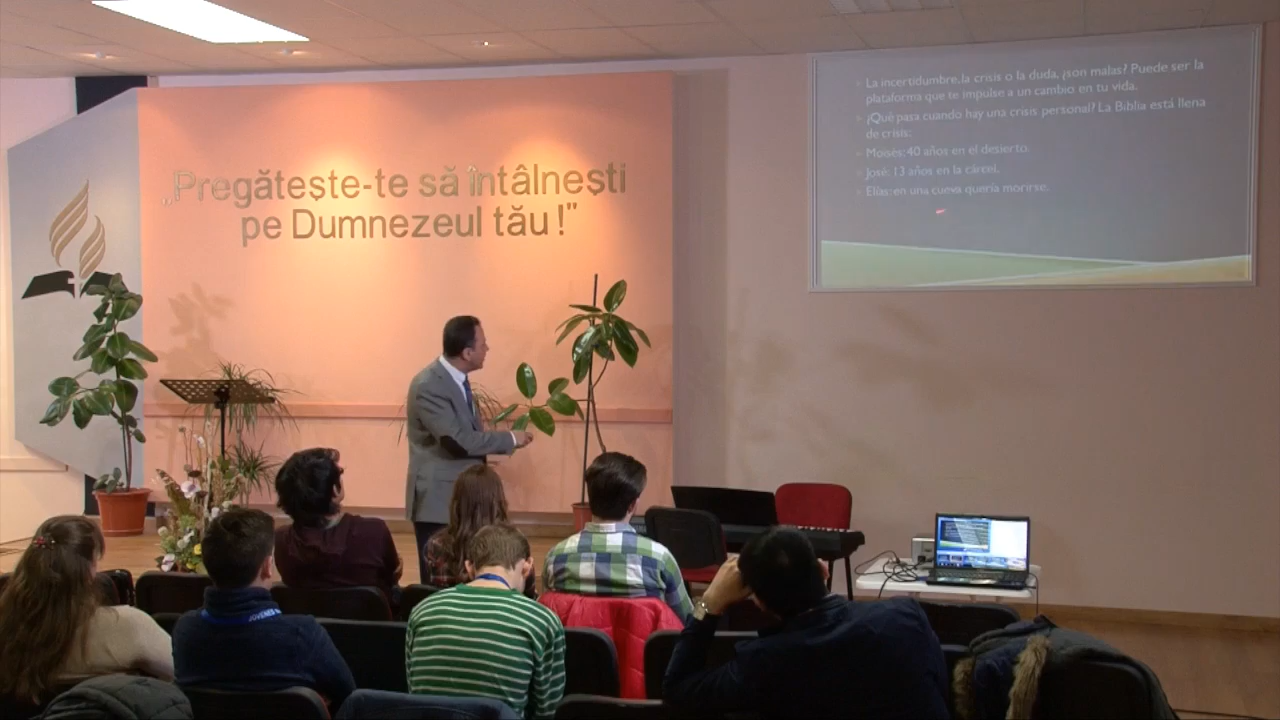 „Pregătește-te să întâlnești
pe Dumnezeul tău !”
La incertidumbre, la crisis o la duda, ¿son malas? Puede ser la
plataforma que te impulse a un cambio en tu vida.
¿Qué pasa cuando hay una crisis personal? La Biblia está llena
de crisis:
Moisés: 40 años en el desierto.
José: 13 años en la cárcel.
Elías: en una cueva quería morirse.